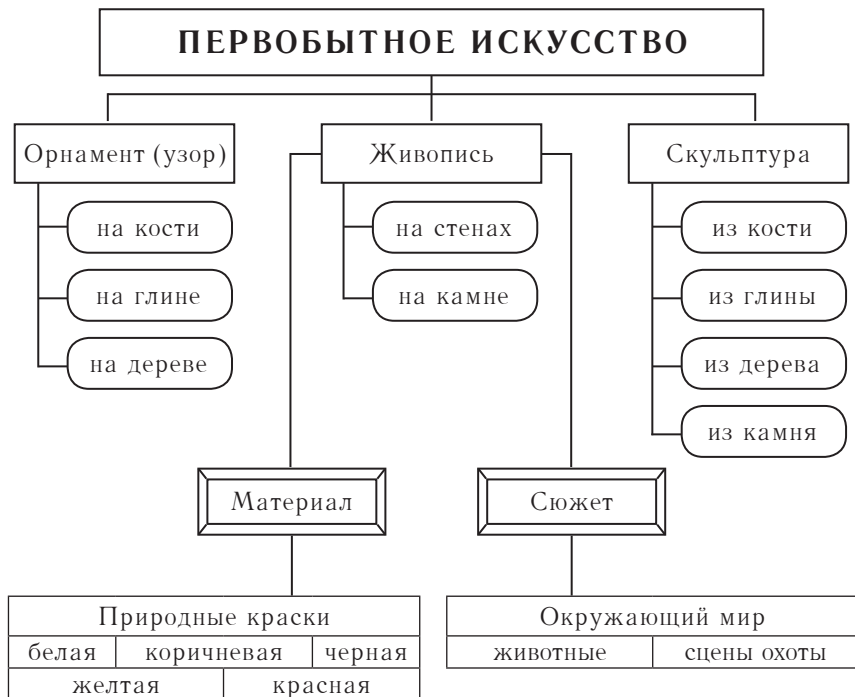 ПЕРВОБЫТНОЕ ИСКУССТВО
Орнамент (узор)
на кости
на глине
на дереве
Живопись
на стенах
на камне
Скульптура
из кости
из глины
из дерева
из камня
Материал
Природные краски
белая
коричневая
черная
желтая
красная
Сюжет
Окружающий мир
животные
сцены охоты